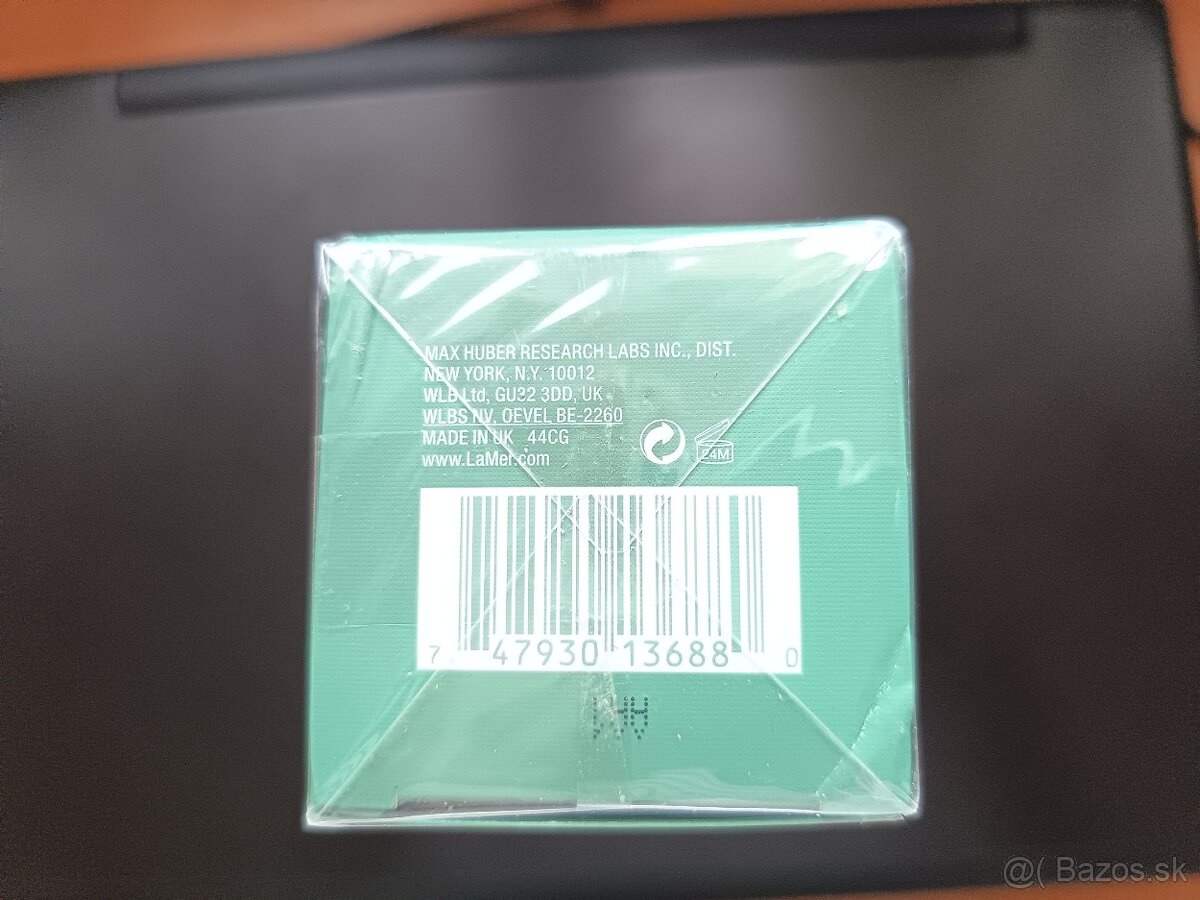 MAX HUBER RESEARCH LABS INC., DIST.
NEW YORK, N.Y. 10012
WLB Ltd, GU32 3DD, UK
WLBS NV, OEVEL BE-2260
MADE IN UK 44CG
www.LaMer.com
24M
7 47930 13688 0
@( Bazos.sk